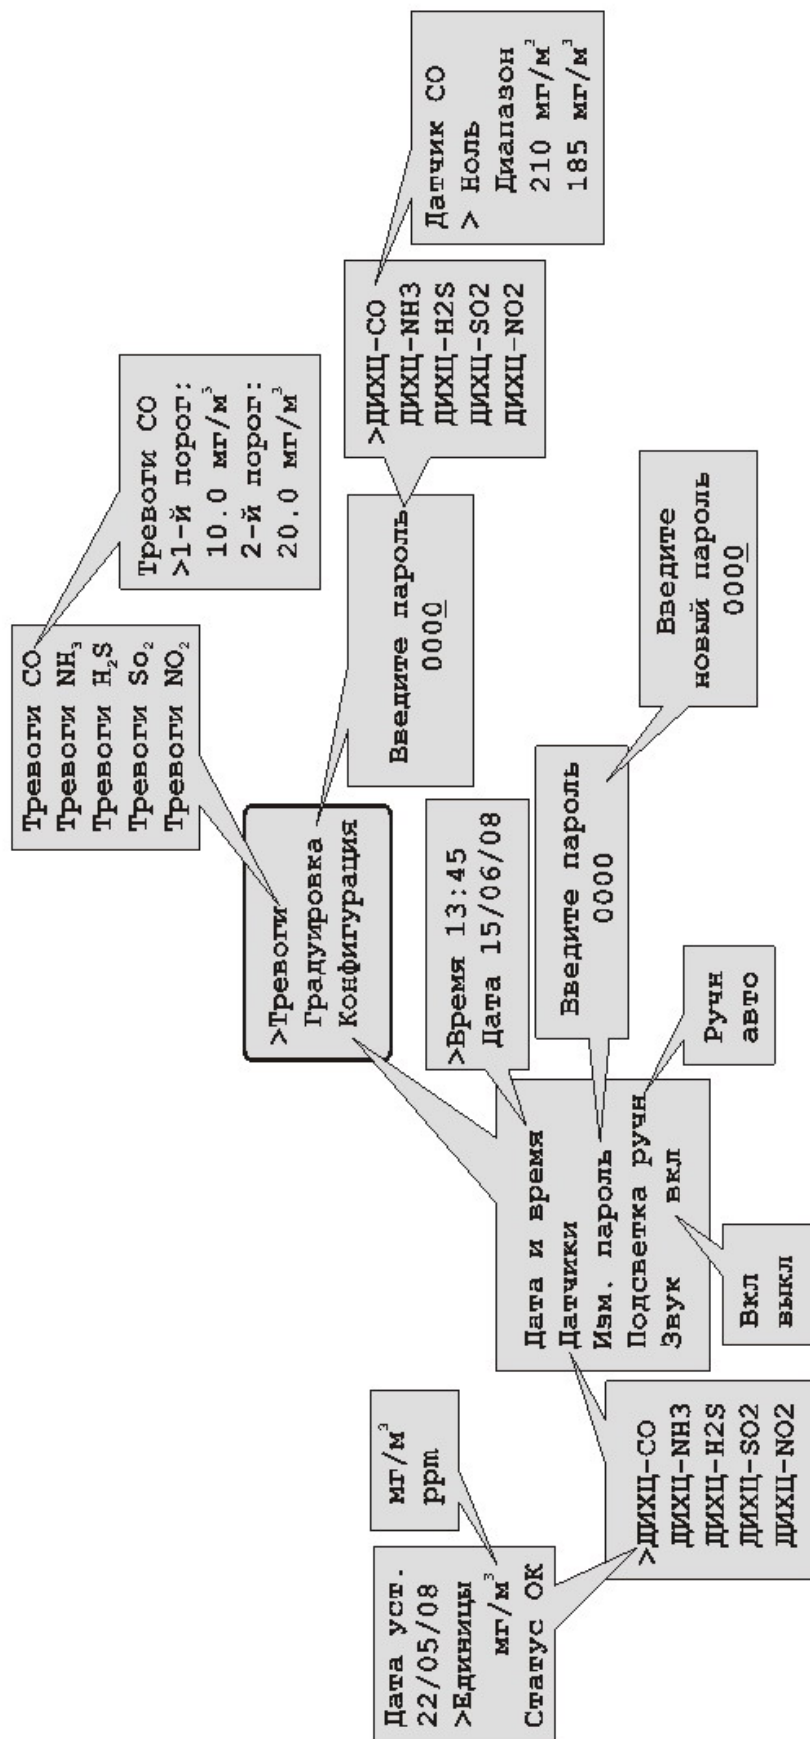 Тревоги CO
Тревоги NH₃
Тревоги H₂S
Тревоги So₂
Тревоги NO₂
Тревоги CO
>1-й порог:
10.0 мг/м³
2-й порог:
20.0 мг/м³
>Тревоги
Градуировка
Конфигурация
Введите пароль
0000
>ДИХЦ-CO
ДИХЦ-NH3
ДИХЦ-H2S
ДИХЦ-SO2
ДИХЦ-NO2
Датчик CO
> Ноль
Диапазон
210 мг/м³
185 мг/м³
Дата уст.
22/05/08
>Единицы
мг/м³
Статус ОК
мг/м³
ppm
>ДИХЦ-CO
ДИХЦ-NH3
ДИХЦ-H2S
ДИХЦ-SO2
ДИХЦ-NO2
Дата и время
Датчики
Изм. пароль
Подсветка ручн
Звук вкл
>Время 13:45
Дата 15/06/08
Введите пароль
0000
Введите
новый пароль
0000
Ручн
авто
Вкл
выкл